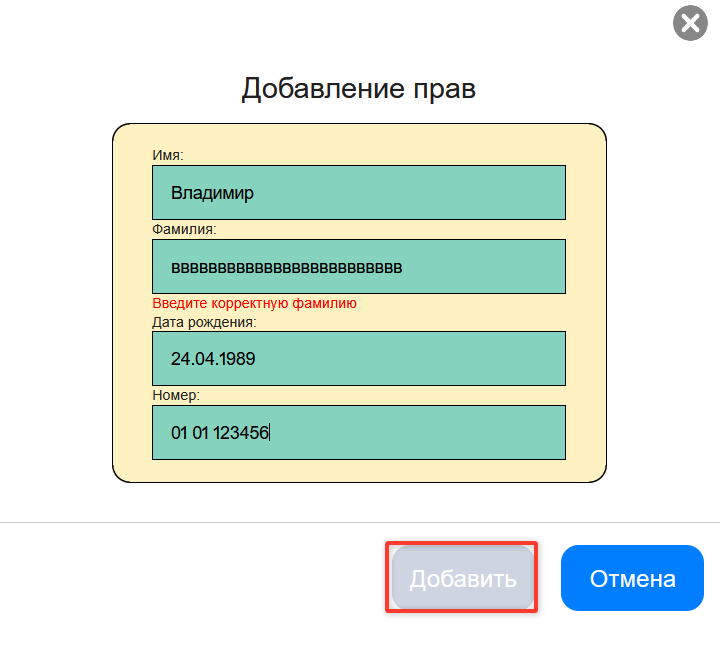 Добавление прав
Имя:
Владимир
Фамилия:
ввввввввввввввввввввввввв
Введите корректную фамилию
Дата рождения:
24.04.1989
Номер:
01 01 123456
Добавить
Отмена